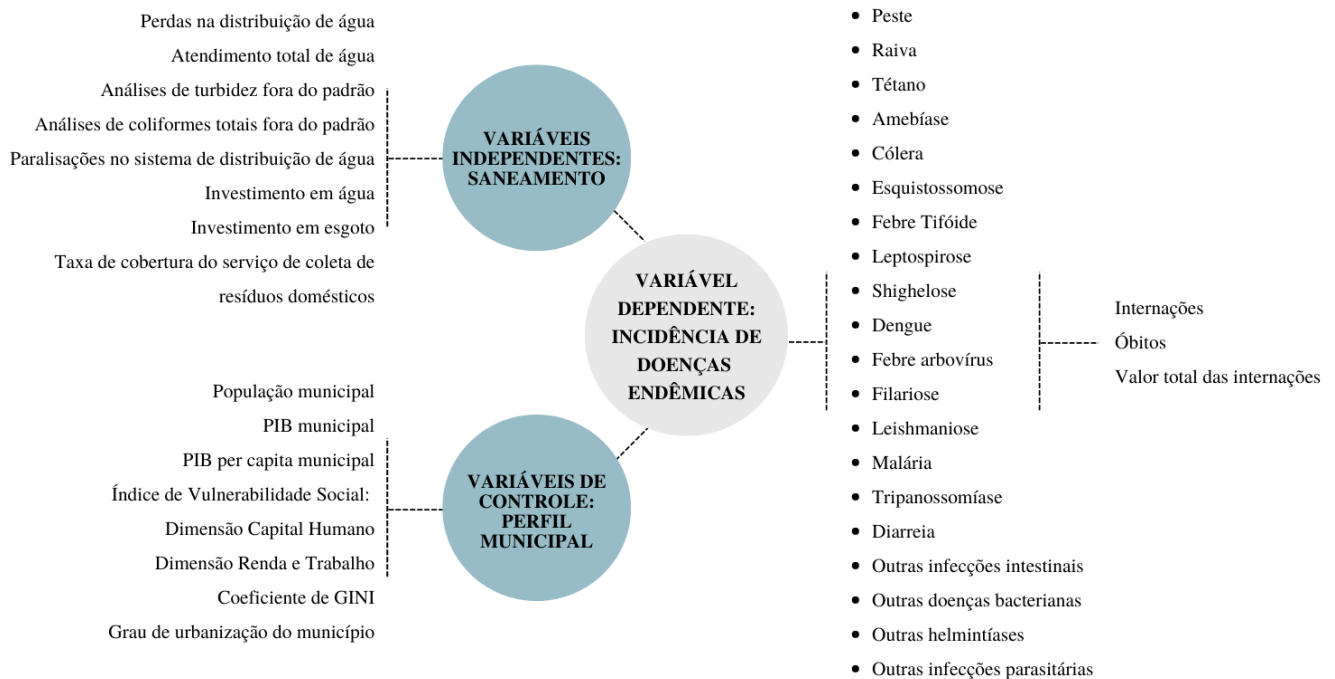 Perdas na distribuição de água
Atendimento total de água
Análises de turbidez fora do padrão
Análises de coliformes totais fora do padrão
Paralisações no sistema de distribuição de água
Investimento em água
Investimento em esgoto
Taxa de cobertura do serviço de coleta de
resíduos domésticos
VARIÁVEIS
INDEPENDENTES:
SANEAMENTO
População municipal
PIB municipal
PIB per capita municipal
Índice de Vulnerabilidade Social:
Dimensão Capital Humano
Dimensão Renda e Trabalho
Coeficiente de GINI
Grau de urbanização do município
VARIÁVEIS DE
CONTROLE:
PERFIL
MUNICIPAL
VARIÁVEL
DEPENDENTE:
INCIDÊNCIA DE
DOENÇAS
ENDÊMICAS
Peste
Raiva
Tétano
Amebíase
Cólera
Esquistossomose
Febre Tifóide
Leptospirose
Shighelose
Dengue
Febre arbovírus
Filariose
Leishmaniose
Malária
Tripanossomíase
Diarreia
Outras infecções intestinais
Outras doenças bacterianas
Outras helmintíases
Outras infecções parasitárias
Internações
Óbitos
Valor total das internações